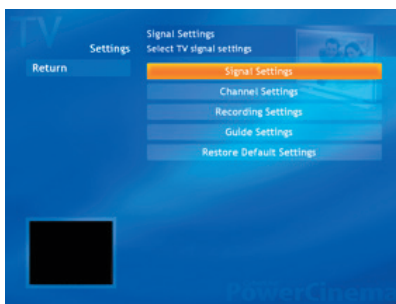 TV
Settings
Return
Signal Settings
Select TV signal settings
Signal Settings
Channel Settings
Recording Settings
Guide Settings
Restore Default Settings
PowerCinema